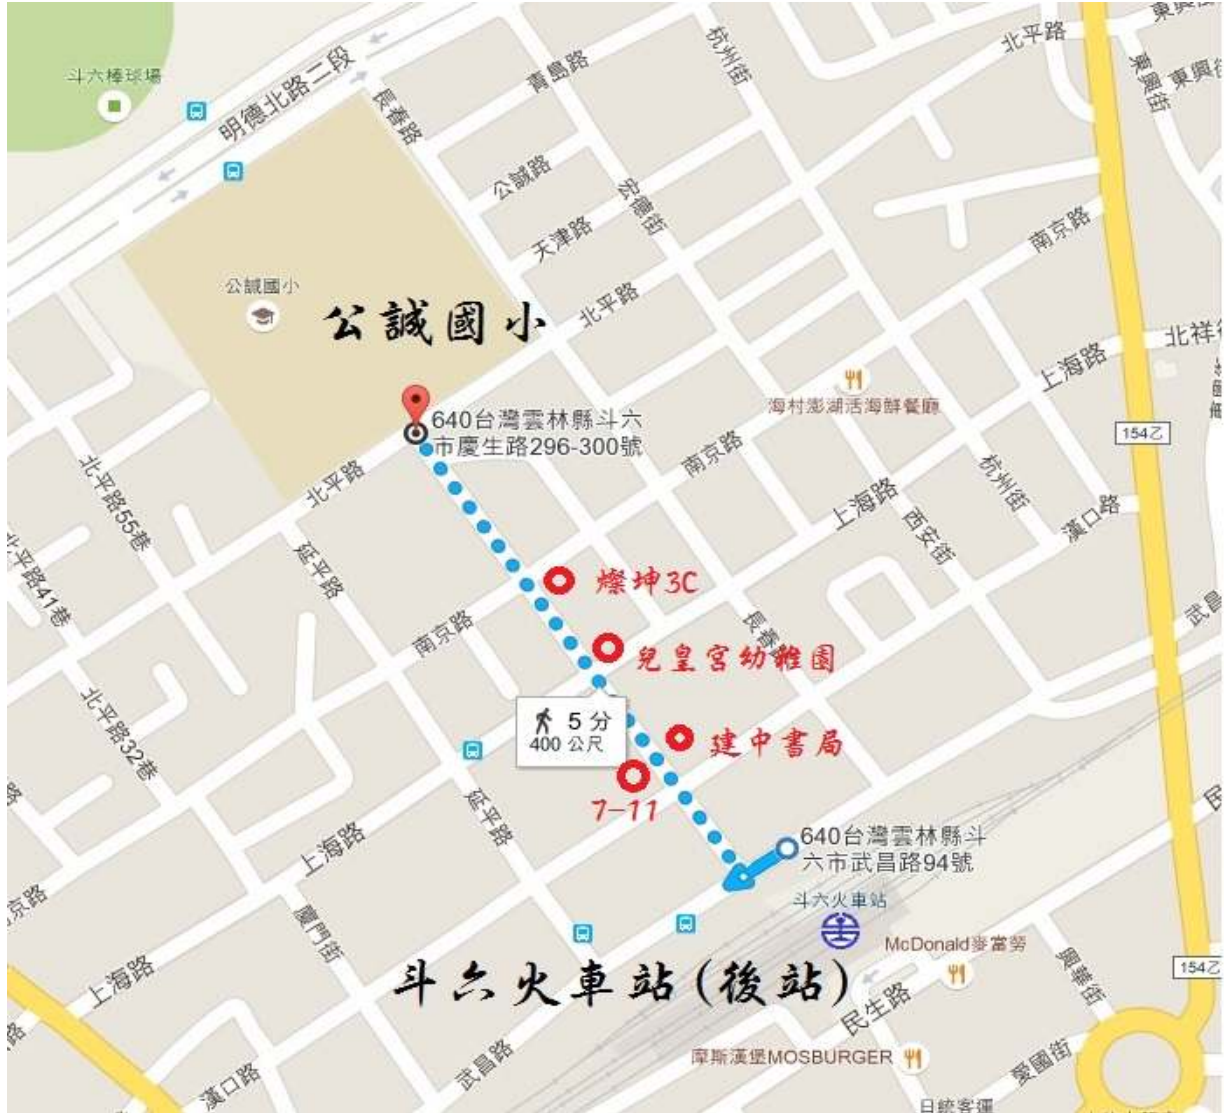 東興街
北平路
杭州街
斗六棒球場
明德北路二段
青島路
長春路
東興街
公誠路
宏德街
天津路
南京路
公誠國小
公誠國小
北平路
上海路
海村澎湖活海鮮餐廳
640台灣雲林縣斗六
市慶生路296-300號
154乙
北平路
北平路55巷
南京路
上海路
杭州街
西安街
漢口路
延平路
北平路41巷
燦坤3C
南京路
兒皇宮幼稚園
長春路
武昌
北平路32巷
5 分
400 公尺
建中書局
7-11
延平路
上海路
640台灣雲林縣斗
六市武昌路94號
斗六火車站
McDonald麥當勞
廈門街
斗六火車站(後站)
上海路
民生路
興華街
154乙
武昌路
摩斯漢堡MOSBURGER
愛國街
漢口路
日統客運